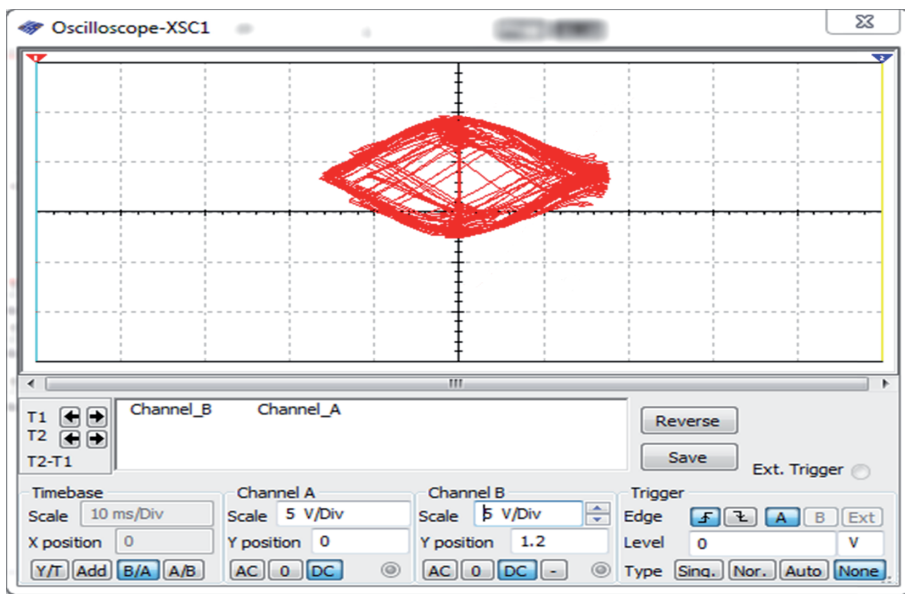 Oscilloscope-XSC1
1
2
T1
T2
T2-T1
Channel_B Channel_A
Reverse
Save
Ext. Trigger
Timebase
Scale 10 ms/Div
X position 0
Y/T Add B/A A/B
Channel A
Scale 5 V/Div
Y position 0
AC 0 DC
Channel B
Scale 5 V/Div
Y position 1.2
AC 0 DC -
Trigger
Edge A B Ext
Level 0 V
Type Sing. Nor. Auto None